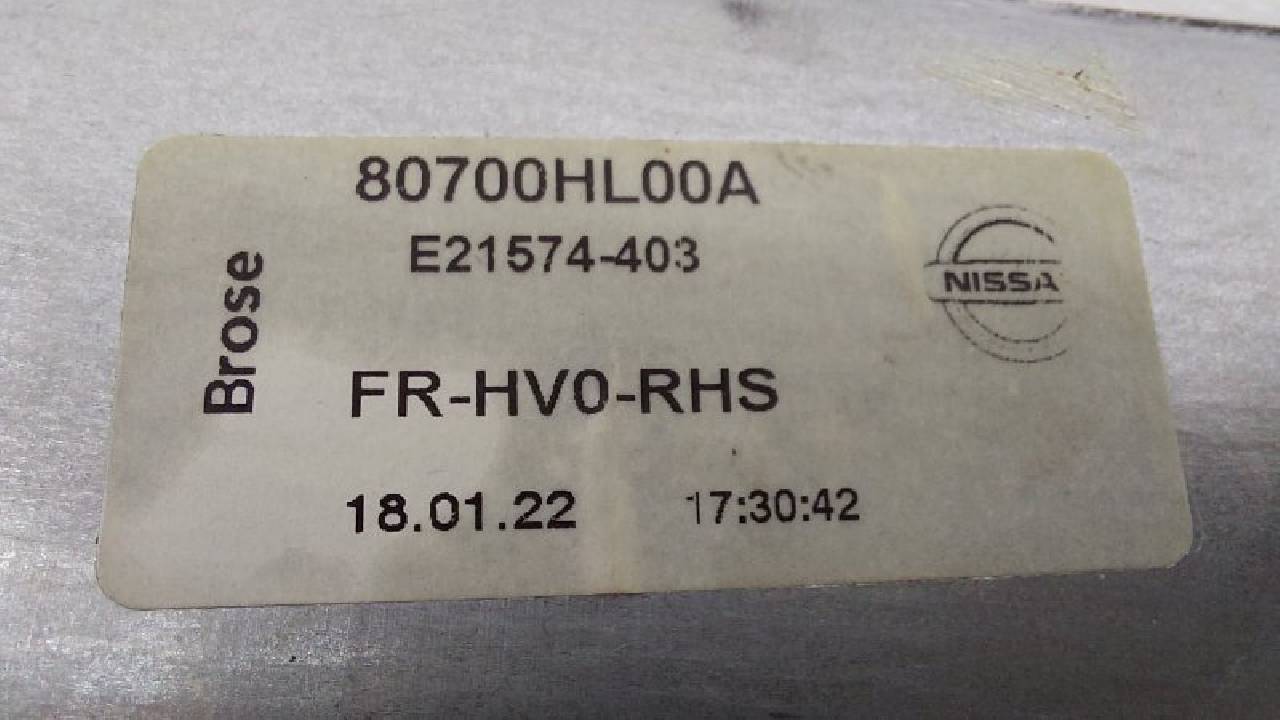 80700HL00A
E21574-403
Brose
NISSA
FR-HV0-RHS
18.01.22 17:30:42